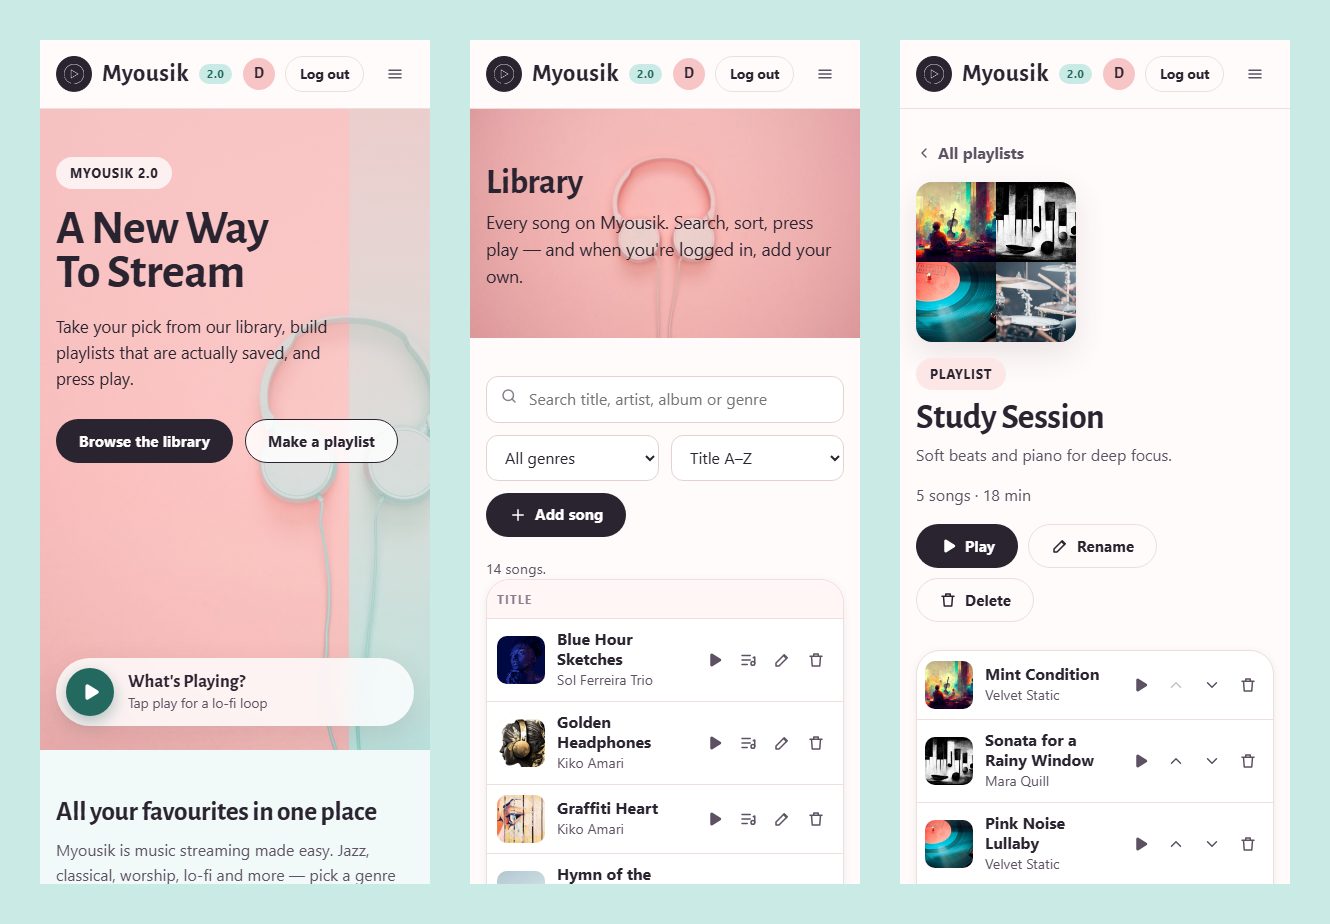 Myousik 2.0 D Log out
MYOUSIK 2.0
A New Way
To Stream
Take your pick from our library, build
playlists that are actually saved, and
press play.
Browse the library
Make a playlist
What's Playing?
Tap play for a lo-fi loop
All your favourites in one place
Myousik is music streaming made easy. Jazz,
classical, worship, lo-fi and more — pick a genre
Myousik 2.0 D Log out
Library
Every song on Myousik. Search, sort, press
play — and when you're logged in, add your
own.
Search title, artist, album or genre
All genres
Title A–Z
Add song
14 songs.
TITLE
Blue Hour
Sketches
Sol Ferreira Trio
Golden
Headphones
Kiko Amari
Graffiti Heart
Kiko Amari
Hymn of the
Myousik 2.0 D Log out
All playlists
PLAYLIST
Study Session
Soft beats and piano for deep focus.
5 songs · 18 min
Play
Rename
Delete
Mint Condition
Velvet Static
Sonata for a
Rainy Window
Mara Quill
Pink Noise
Lullaby
Velvet Static